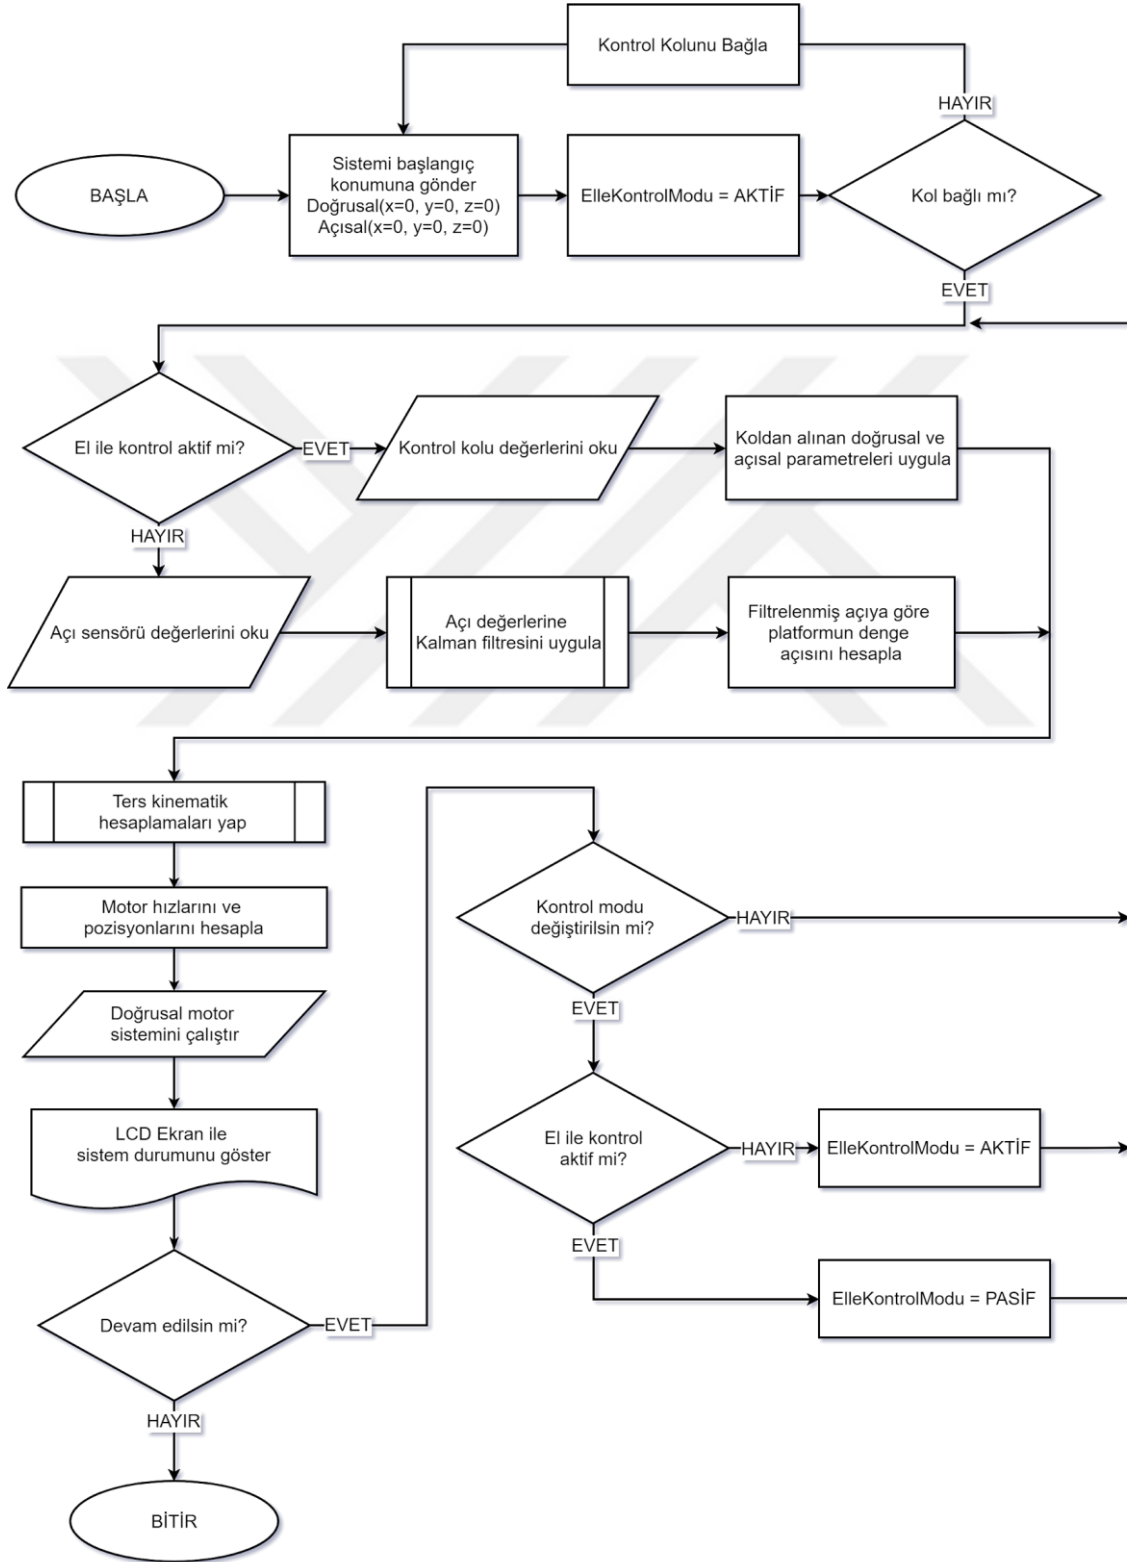 Kontrol Kolunu Bağla
HAYIR
BAŞLA
Sistemi başlangıç
konumuna gönder
Doğrusal(x=0, y=0, z=0)
Açısal(x=0, y=0, z=0)
ElleKontrolModu = AKTİF
Kol bağlı mı?
EVET
El ile kontrol aktif mi?
EVET
Kontrol kolu değerlerini oku
Koldan alınan doğrusal ve
açısal parametreleri uygula
HAYIR
Açı sensörü değerlerini oku
Açı değerlerine
Kalman filtresini uygula
Filtrelenmiş açıya göre
platformun denge
açısını hesapla
Ters kinematik
hesaplamaları yap
Motor hızlarını ve
pozisyonlarını hesapla
Doğrusal motor
sistemini çalıştır
LCD Ekran ile
sistem durumunu göster
Devam edilsin mi?
EVET
HAYIR
BİTİR
Kontrol modu
değiştirilsin mi?
HAYIR
EVET
El ile kontrol
aktif mi?
HAYIR
ElleKontrolModu = AKTİF
EVET
ElleKontrolModu = PASİF